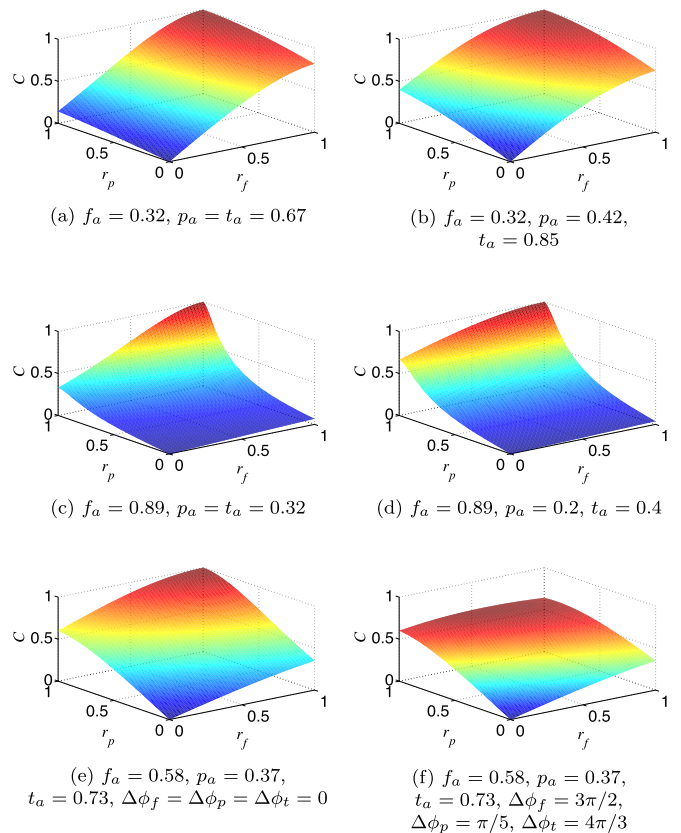 1
0.5
0
C
1
0.5
0
r_p
0
0.5
1
r_f
(a) f_a = 0.32, p_a = t_a = 0.67
1
0.5
0
C
1
0.5
0
r_p
0
0.5
1
r_f
(b) f_a = 0.32, p_a = 0.42,
t_a = 0.85
1
0.5
0
C
1
0.5
0
r_p
0
0.5
1
r_f
(c) f_a = 0.89, p_a = t_a = 0.32
1
0.5
0
C
1
0.5
0
r_p
0
0.5
1
r_f
(d) f_a = 0.89, p_a = 0.2, t_a = 0.4
1
0.5
0
C
1
0.5
0
r_p
0
0.5
1
r_f
(e) f_a = 0.58, p_a = 0.37,
t_a = 0.73, Δϕ_f = Δϕ_p = Δϕ_t = 0
1
0.5
0
C
1
0.5
0
r_p
0
0.5
1
r_f
(f) f_a = 0.58, p_a = 0.37,
t_a = 0.73, Δϕ_f = 3π/2,
Δϕ_p = π/5, Δϕ_t = 4π/3